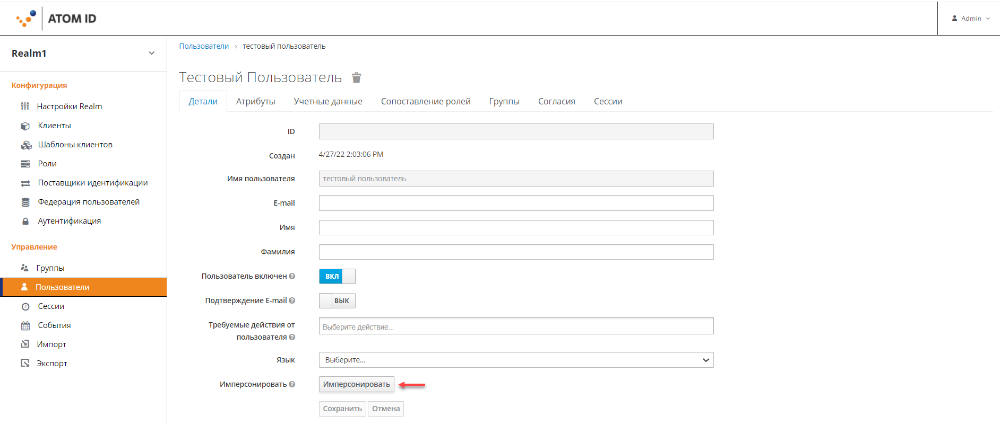 ATOM ID
Admin
Realm1
Конфигурация
Настройки Realm
Клиенты
Шаблоны клиентов
Роли
Поставщики идентификации
Федерация пользователей
Аутентификация
Управление
Группы
Пользователи
Сессии
События
Импорт
Экспорт
Пользователи › тестовый пользователь
Тестовый Пользователь
Детали Атрибуты Учетные данные Сопоставление ролей Группы Согласия Сессии
ID
Создан 4/27/22 2:03:06 PM
Имя пользователя тестовый пользователь
E-mail
Имя
Фамилия
Пользователь включен ? ВКЛ
Подтверждение E-mail ? ВЫК
Требуемые действия от
пользователя ? Выберите действие...
Язык Выберите...
Имперсонировать ? Имперсонировать
Сохранить Отмена